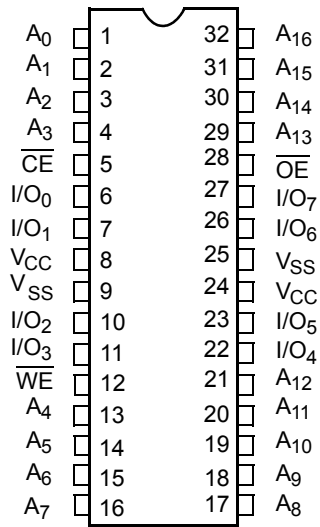 A0 1 32 A16
A1 2 31 A15
A2 3 30 A14
A3 4 29 A13
C̅E̅ 5 28 O̅E̅
I/O0 6 27 I/O7
I/O1 7 26 I/O6
VCC 8 25 VSS
VSS 9 24 VCC
I/O2 10 23 I/O5
I/O3 11 22 I/O4
W̅E̅ 12 21 A12
A4 13 20 A11
A5 14 19 A10
A6 15 18 A9
A7 16 17 A8